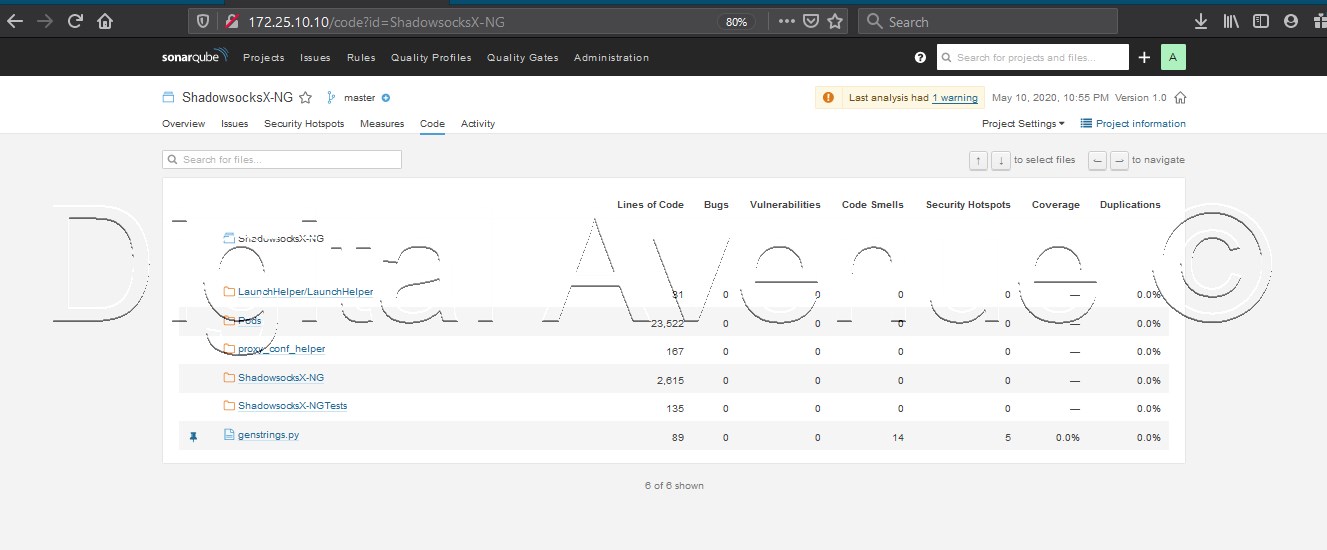 172.25.10.10/code?id=ShadowsocksX-NG 80% Search
sonarqube Projects Issues Rules Quality Profiles Quality Gates Administration ? Search for projects and files... + A
ShadowsocksX-NG master Last analysis had 1 warning May 10, 2020, 10:55 PM Version 1.0
Overview Issues Security Hotspots Measures Code Activity Project Settings Project information
Search for files... ↑ ↓ to select files ← → to navigate
Lines of Code Bugs Vulnerabilities Code Smells Security Hotspots Coverage Duplications
ShadowsocksX-NG
Digital Avenue ©
LaunchHelper/LaunchHelper 31 0 0 0 0 — 0.0%
Pods 23,522 0 0 0 0 — 0.0%
proxy_conf_helper 167 0 0 0 0 — 0.0%
ShadowsocksX-NG 2,615 0 0 0 0 — 0.0%
ShadowsocksX-NGTests 135 0 0 0 0 — 0.0%
genstrings.py 89 0 0 14 5 0.0% 0.0%
6 of 6 shown